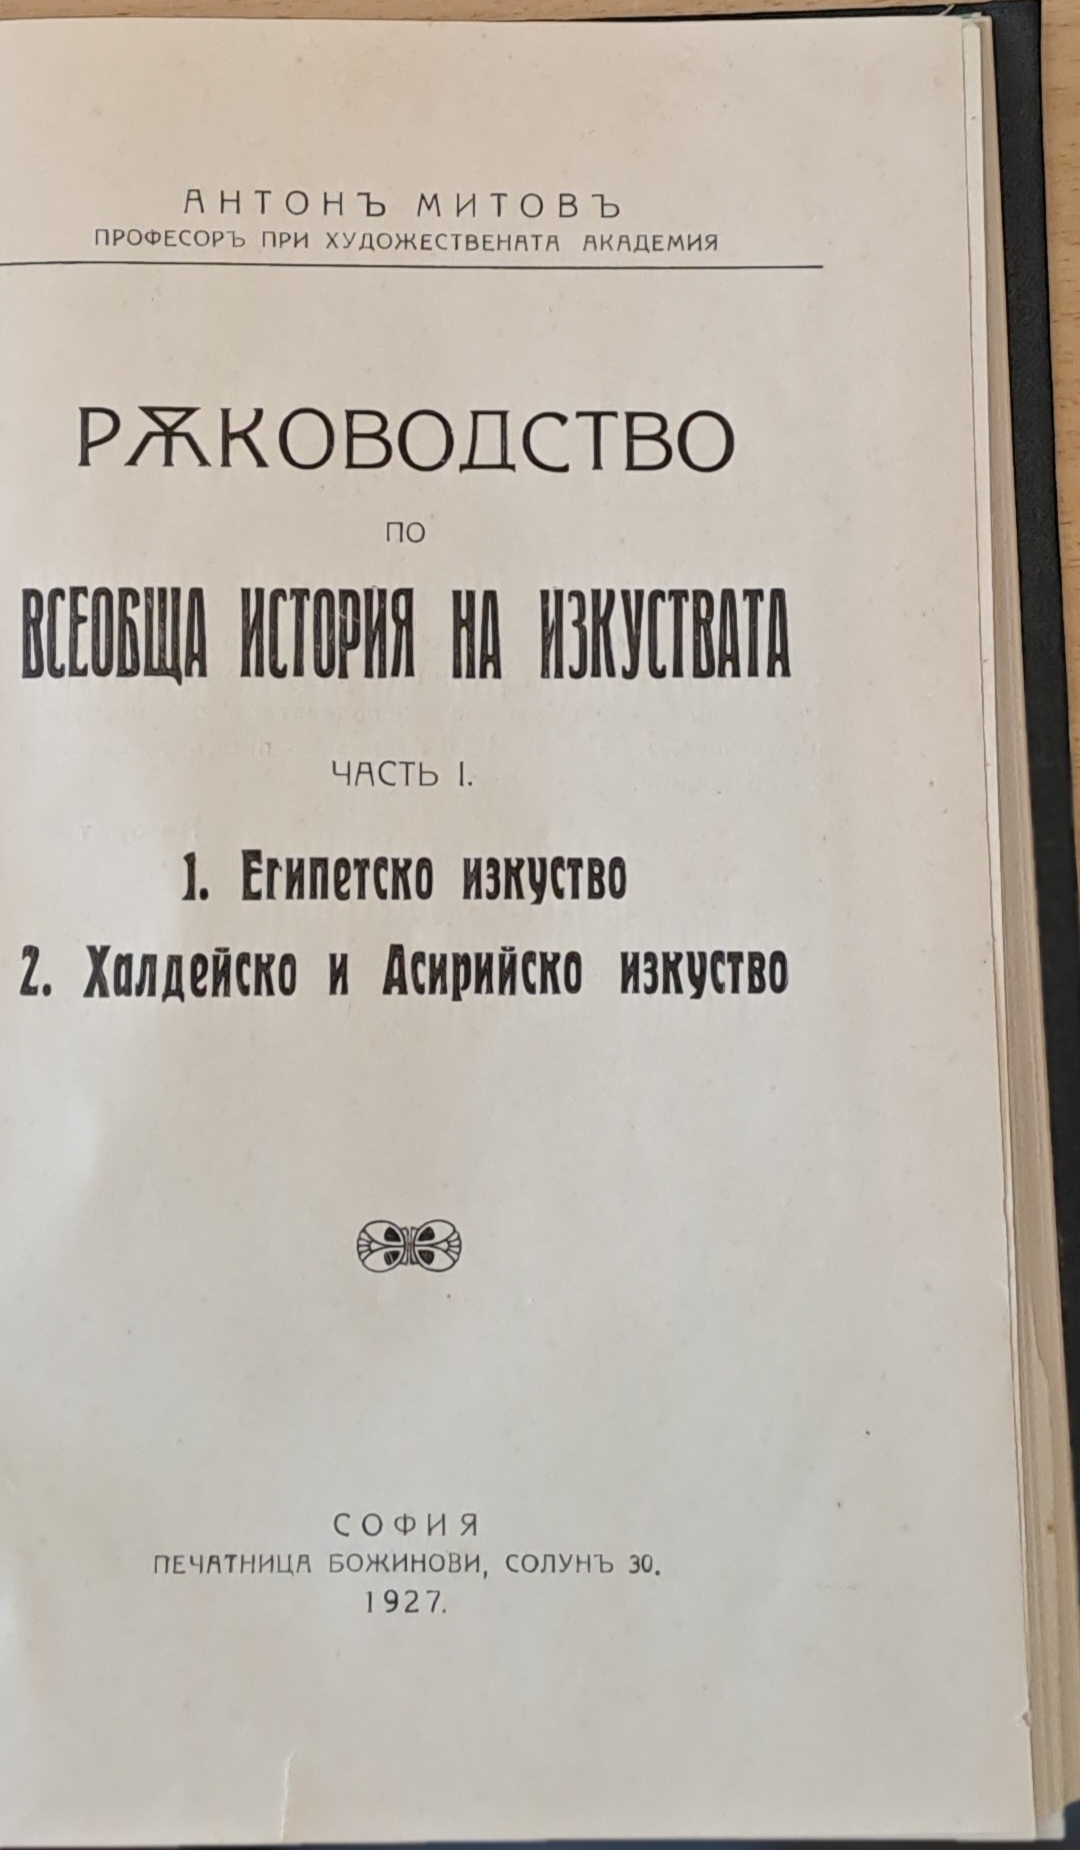 АНТОНЪ МИТОВЪ
ПРОФЕСОРЪ ПРИ ХУДОЖЕСТВЕНАТА АКАДЕМИЯ
РѪКОВОДСТВО
ПО
ВСЕОБЩА ИСТОРИЯ НА ИЗКУСТВАТА
ЧАСТЬ I.
1. Египетско изкуство
2. Халдейско и Асирийско изкуство
СОФИЯ
ПЕЧАТНИЦА БОЖИНОВИ, СОЛУНЪ 30.
1927.